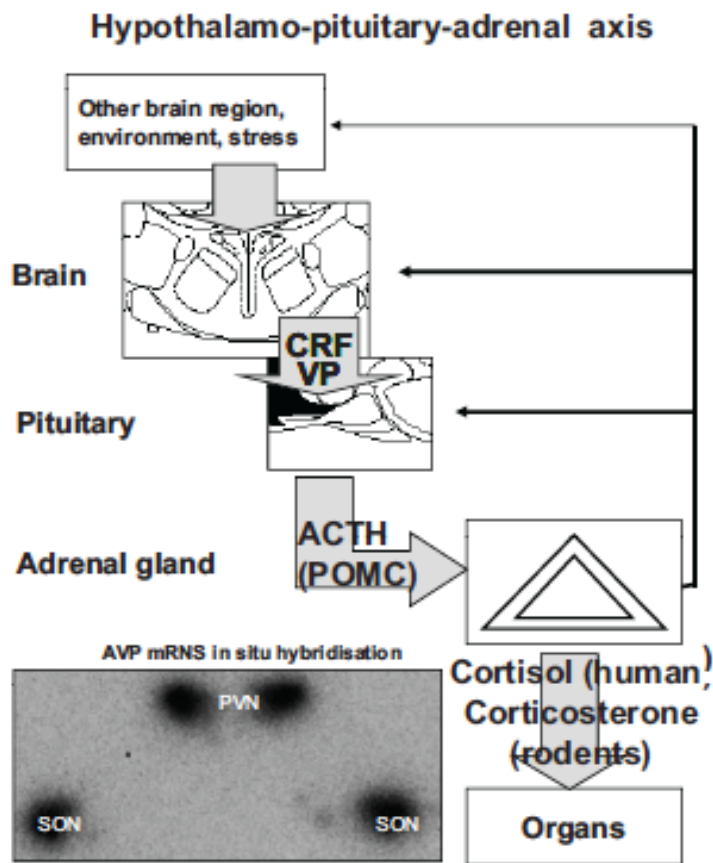 Hypothalamo-pituitary-adrenal axis
Other brain region,
environment, stress
Brain
CRF
VP
Pituitary
ACTH
(POMC)
Adrenal gland
AVP mRNS in situ hybridisation
PVN
SON
SON
Cortisol (human),
Corticosterone
(rodents)
Organs